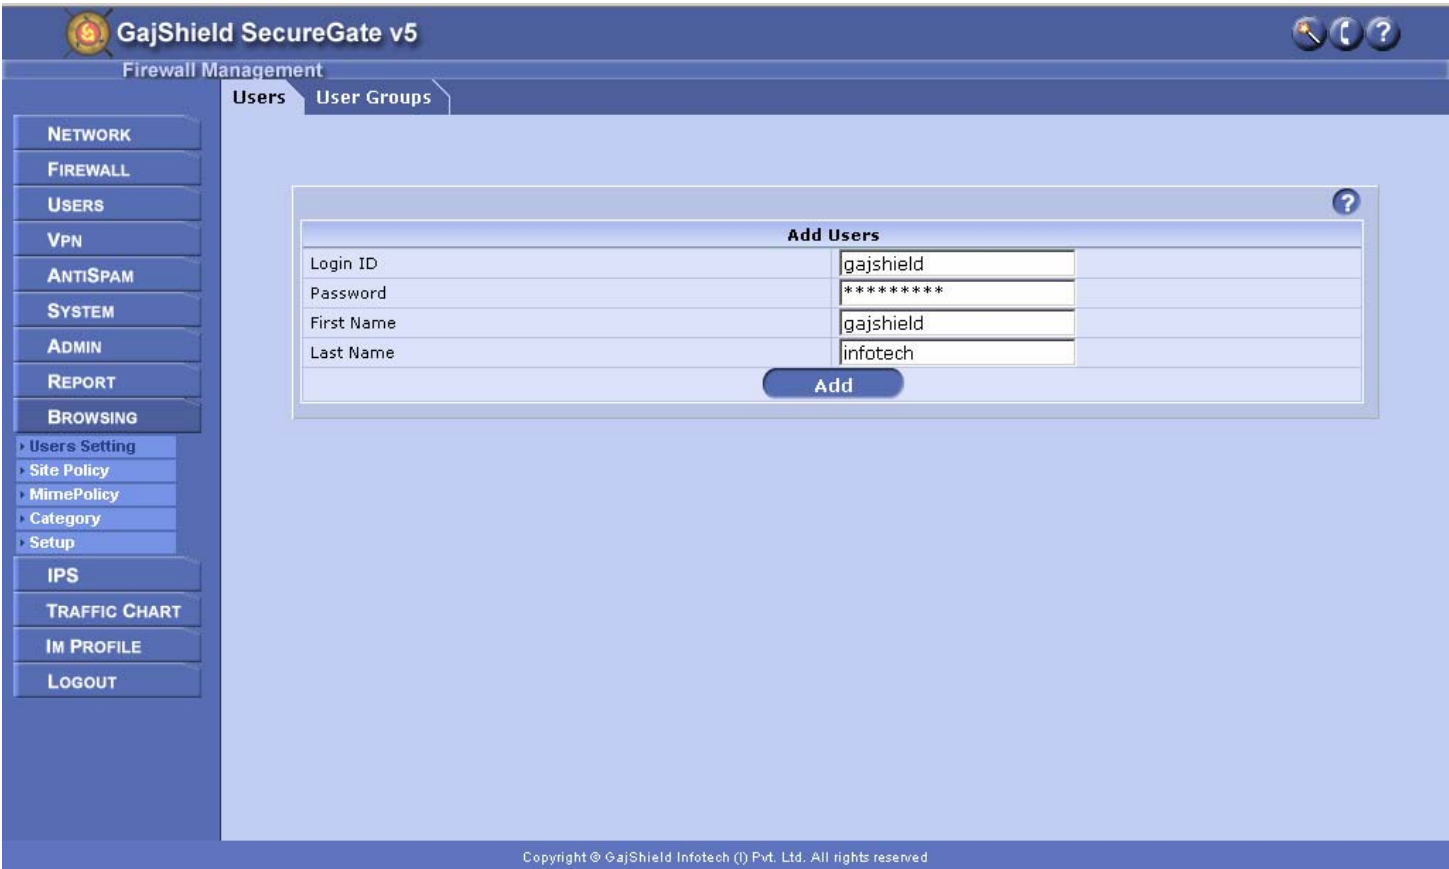 GajShield SecureGate v5
?
Firewall Management
Users User Groups
NETWORK
FIREWALL
USERS
VPN
ANTISPAM
SYSTEM
ADMIN
REPORT
BROWSING
Users Setting
Site Policy
MimePolicy
Category
Setup
IPS
TRAFFIC CHART
IM PROFILE
LOGOUT
?
Add Users
Login ID gajshield
Password *********
First Name gajshield
Last Name infotech
Add
Copyright © GajShield Infotech (I) Pvt. Ltd. All rights reserved